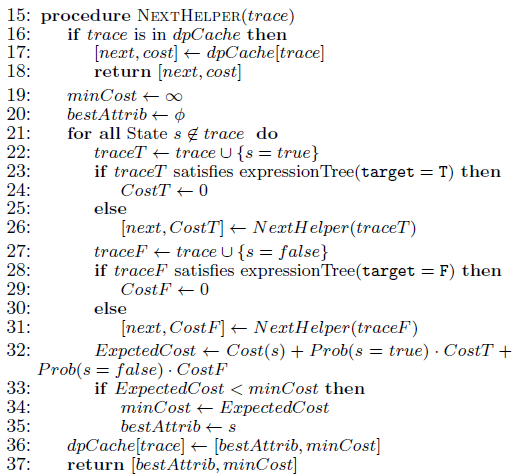 15: procedure NEXTHELPER(trace)
16: if trace is in dpCache then
17: [next, cost] ← dpCache[trace]
18: return [next, cost]
19: minCost ← ∞
20: bestAttrib ← ϕ
21: for all State s ∉ trace do
22: traceT ← trace ∪ {s = true}
23: if traceT satisfies expressionTree(target = T) then
24: CostT ← 0
25: else
26: [next, CostT] ← NextHelper(traceT)
27: traceF ← trace ∪ {s = false}
28: if traceF satisfies expressionTree(target = F) then
29: CostF ← 0
30: else
31: [next, CostF] ← NextHelper(traceF)
32: ExpctedCost ← Cost(s) + Prob(s = true) · CostT +
Prob(s = false) · CostF
33: if ExpectedCost < minCost then
34: minCost ← ExpectedCost
35: bestAttrib ← s
36: dpCache[trace] ← [bestAttrib, minCost]
37: return [bestAttrib, minCost]